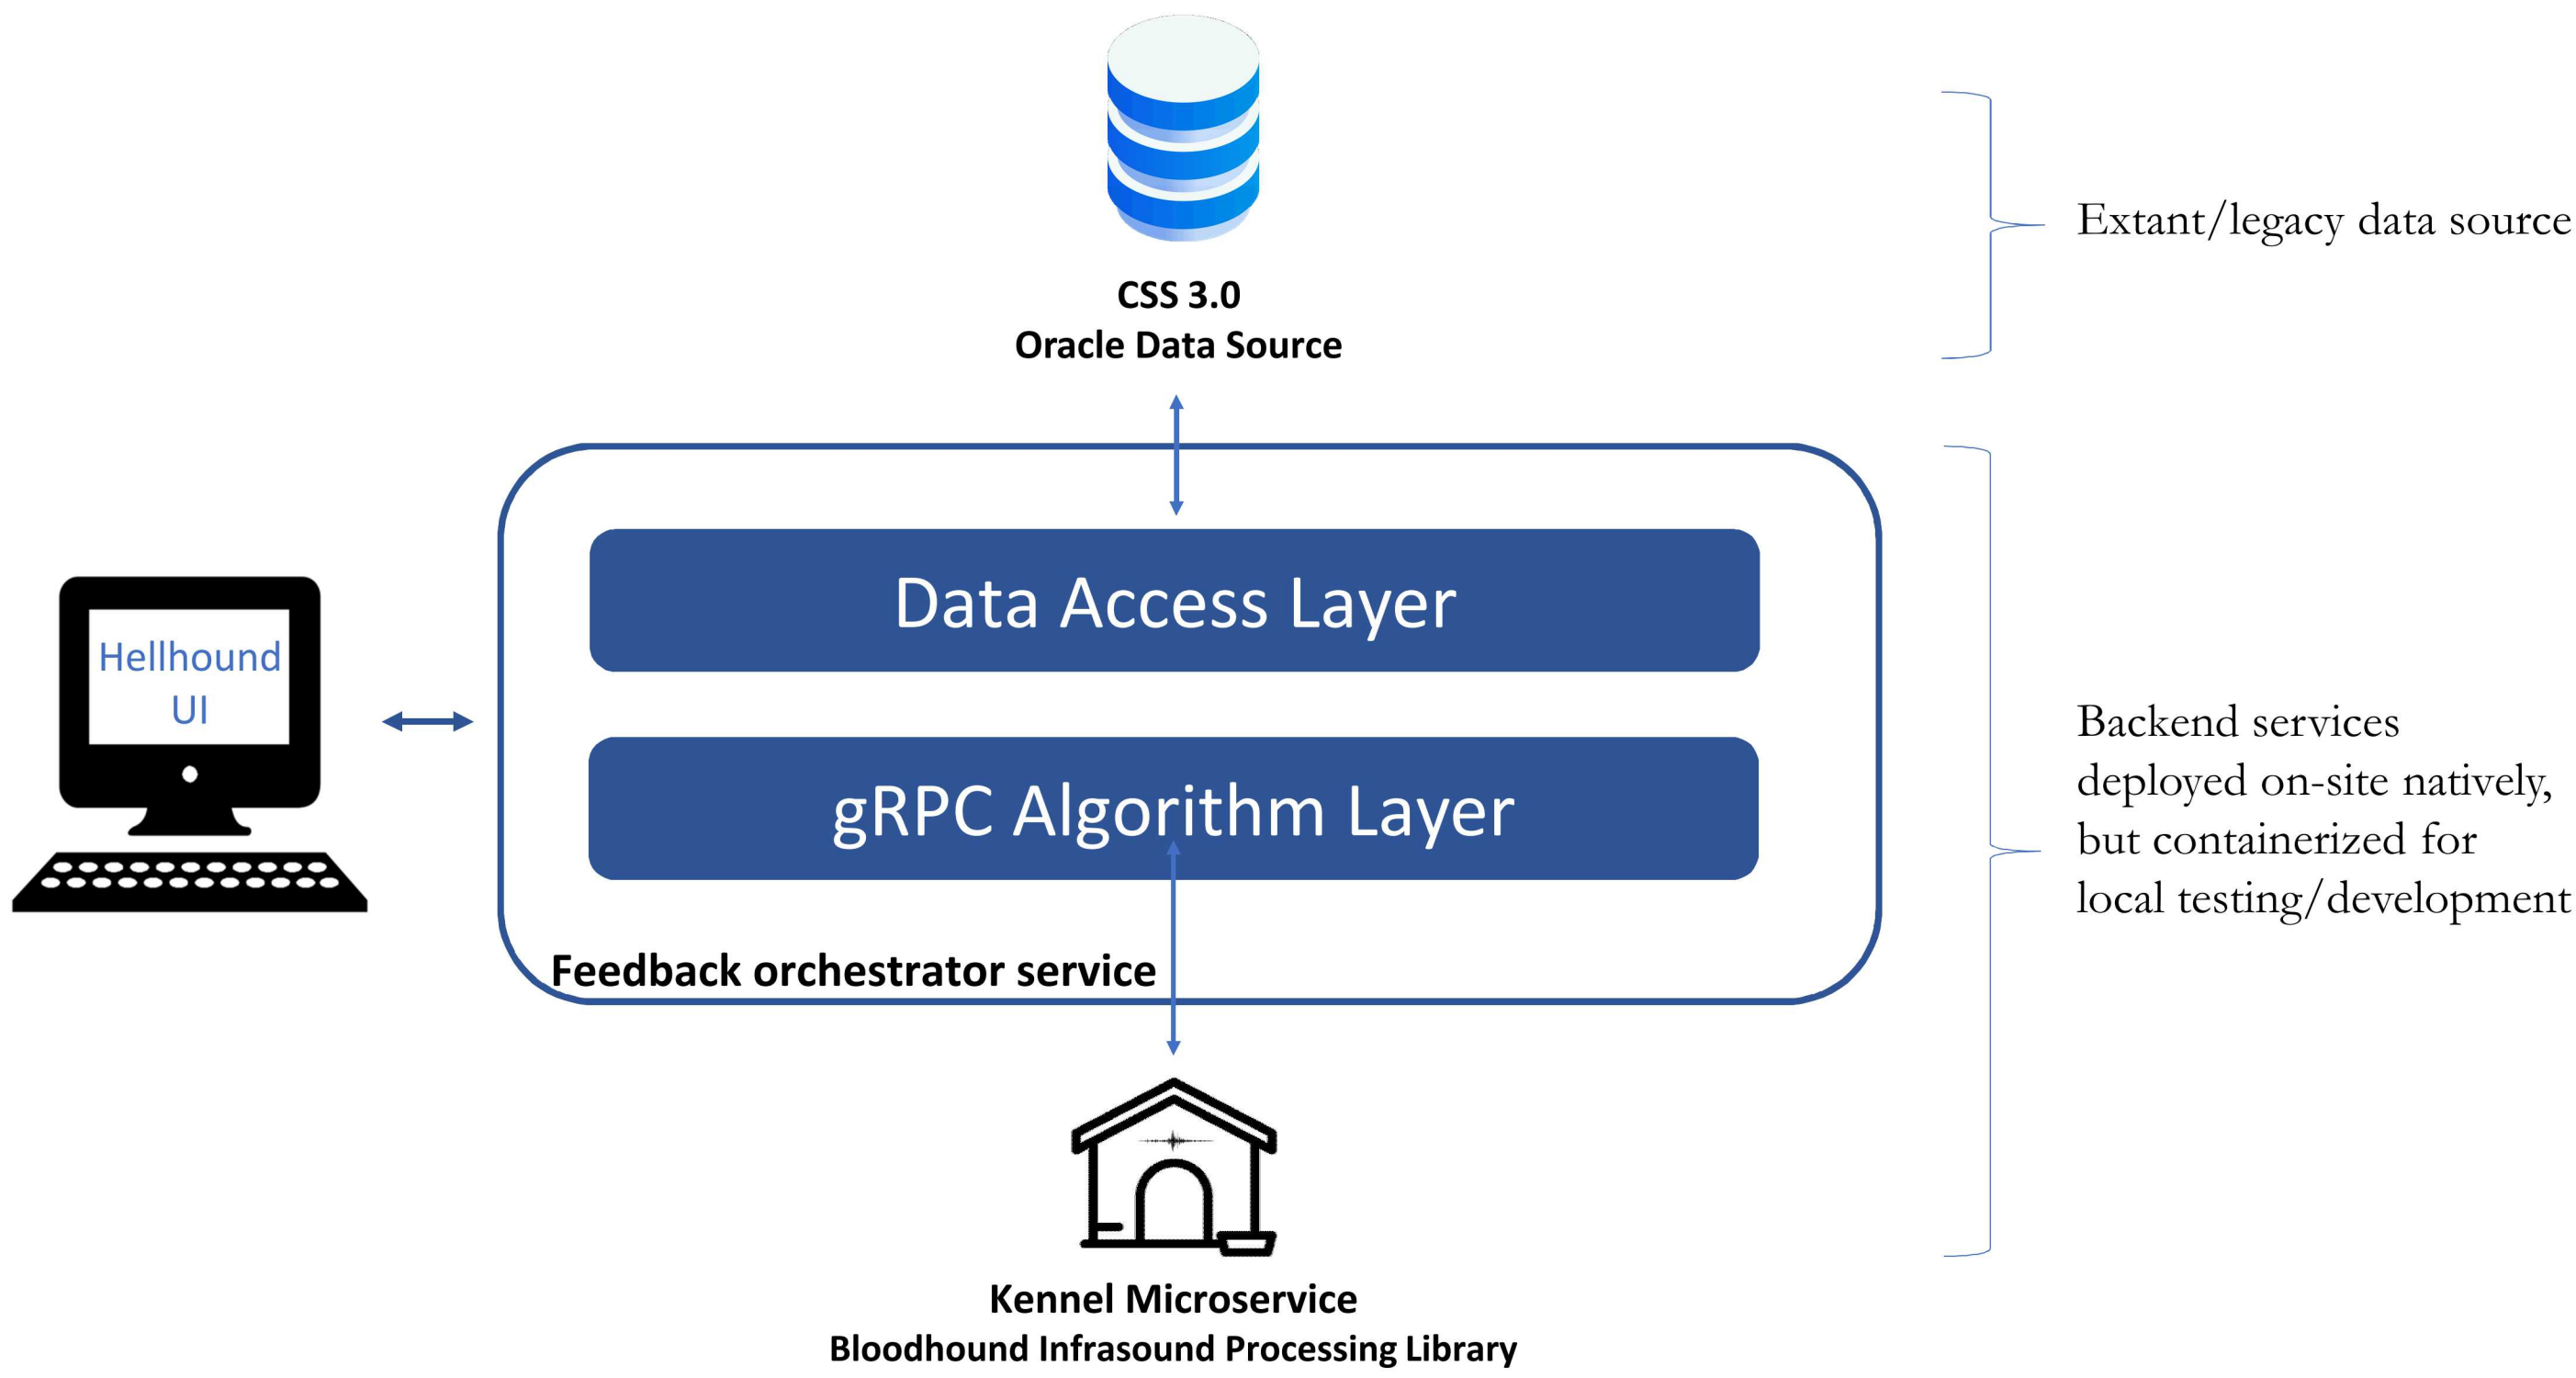 CSS 3.0
Oracle Data Source
Extant/legacy data source
Data Access Layer
Hellhound
UI
gRPC Algorithm Layer
Feedback orchestrator service
Backend services
deployed on-site natively,
but containerized for
local testing/development
Kennel Microservice
Bloodhound Infrasound Processing Library